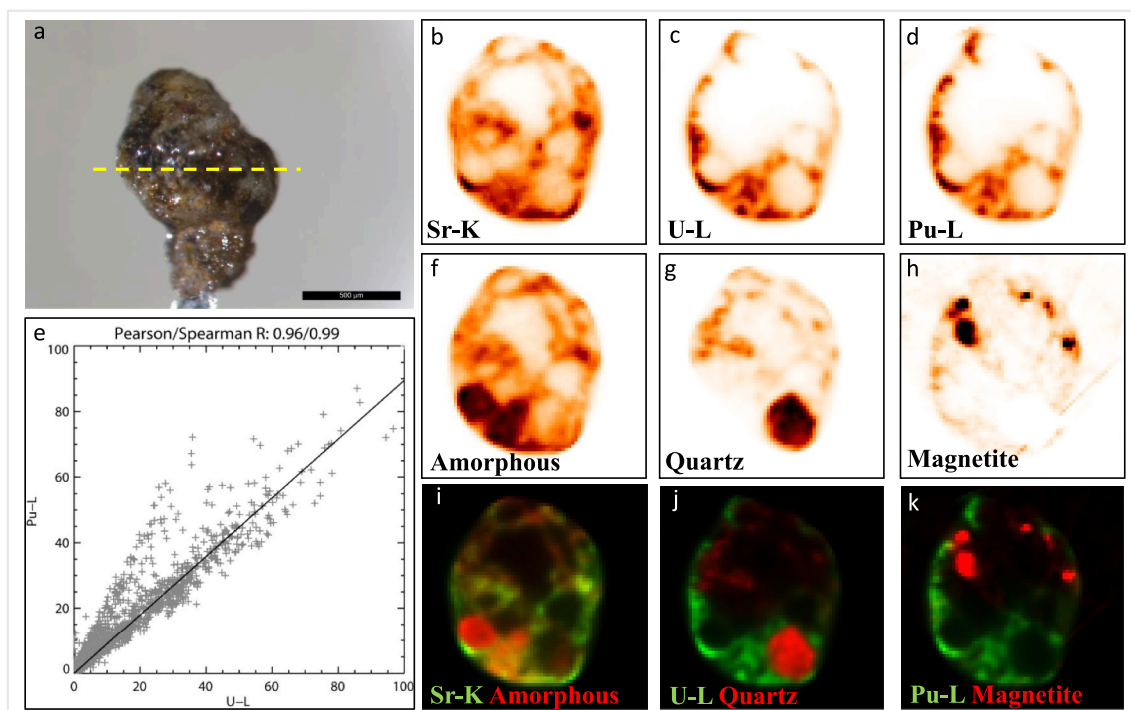 a
500 µm
b
Sr-K
c
U-L
d
Pu-L
e
Pearson/Spearman R: 0.96/0.99
100
80
60
40
20
0
Pu-L
0 20 40 60 80 100
U-L
f
Amorphous
g
Quartz
h
Magnetite
i
Sr-K Amorphous
j
U-L Quartz
k
Pu-L Magnetite